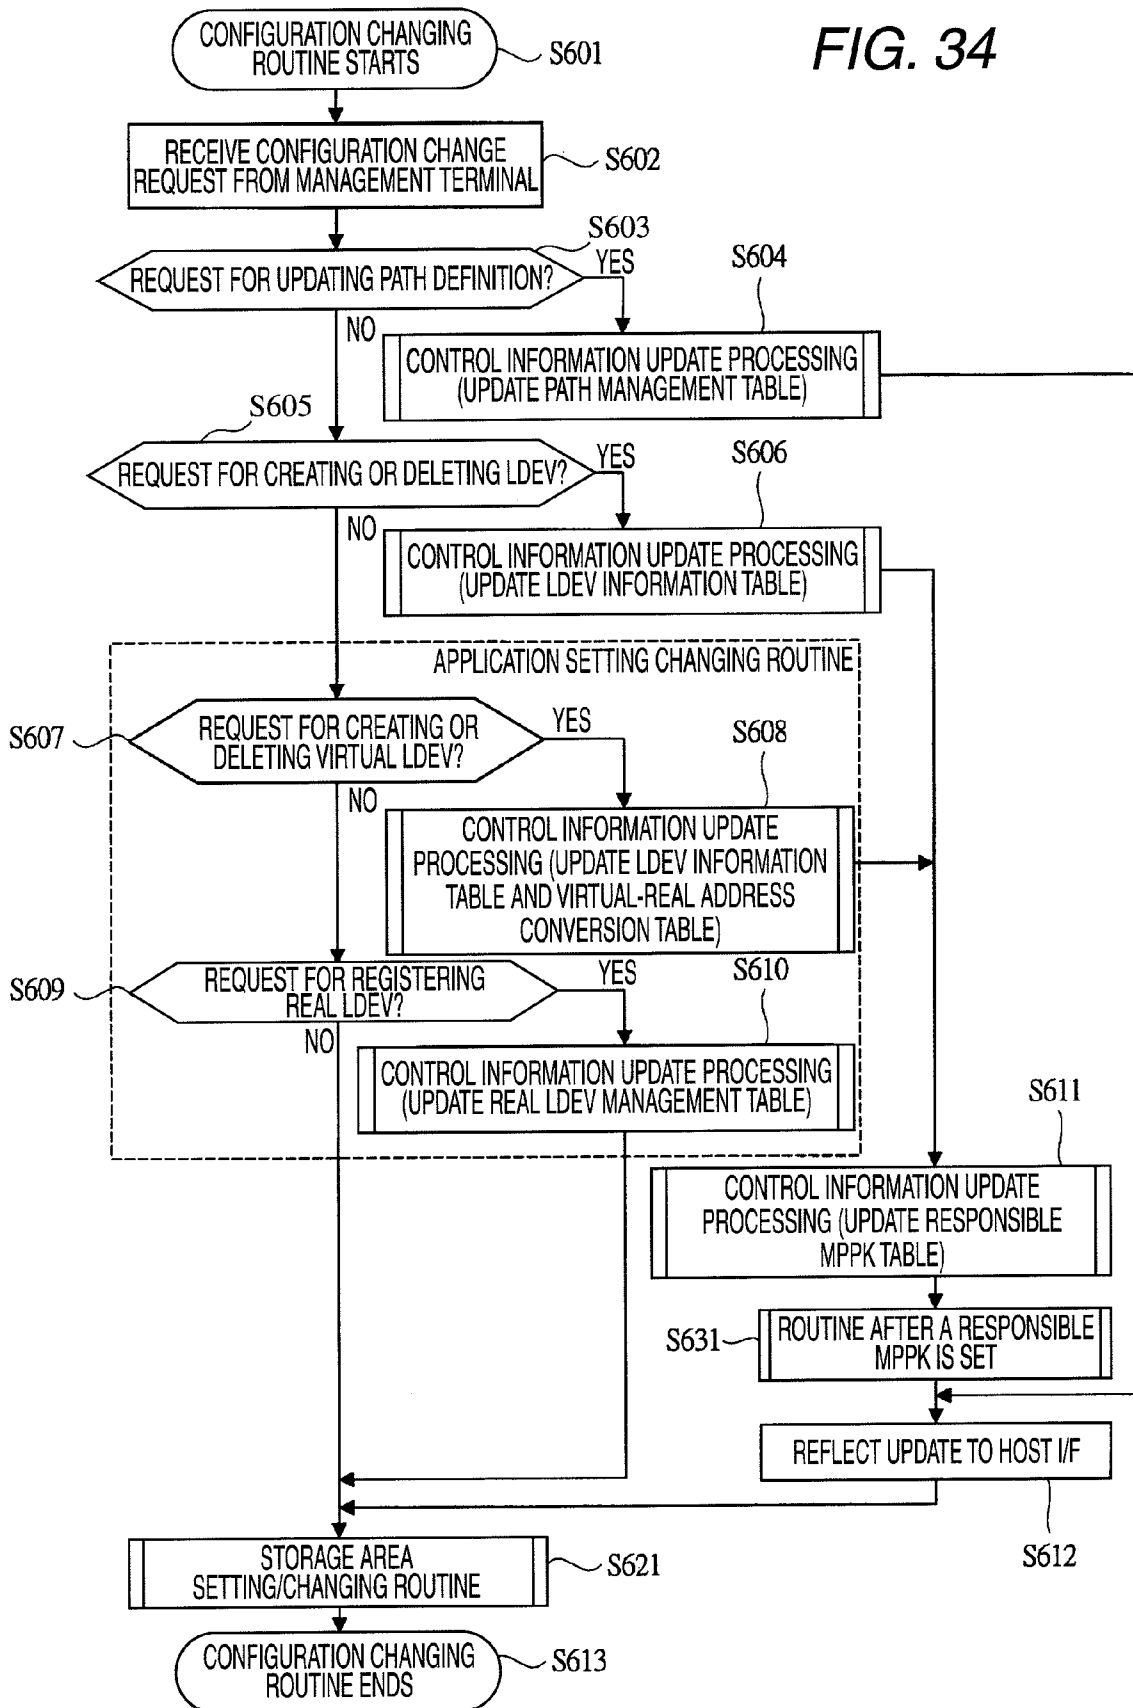 FIG. 34
CONFIGURATION CHANGING
ROUTINE STARTS
S601
RECEIVE CONFIGURATION CHANGE
REQUEST FROM MANAGEMENT TERMINAL
S602
S603
REQUEST FOR UPDATING PATH DEFINITION?
YES
NO
S604
CONTROL INFORMATION UPDATE PROCESSING
(UPDATE PATH MANAGEMENT TABLE)
S605
REQUEST FOR CREATING OR DELETING LDEV?
YES
NO
S606
CONTROL INFORMATION UPDATE PROCESSING
(UPDATE LDEV INFORMATION TABLE)
APPLICATION SETTING CHANGING ROUTINE
S607
REQUEST FOR CREATING OR
DELETING VIRTUAL LDEV?
YES
NO
S608
CONTROL INFORMATION UPDATE
PROCESSING (UPDATE LDEV INFORMATION
TABLE AND VIRTUAL-REAL ADDRESS
CONVERSION TABLE)
S609
REQUEST FOR REGISTERING
REAL LDEV?
YES
NO
S610
CONTROL INFORMATION UPDATE PROCESSING
(UPDATE REAL LDEV MANAGEMENT TABLE)
S611
CONTROL INFORMATION UPDATE
PROCESSING (UPDATE RESPONSIBLE
MPPK TABLE)
S631
ROUTINE AFTER A RESPONSIBLE
MPPK IS SET
REFLECT UPDATE TO HOST I/F
S612
STORAGE AREA
SETTING/CHANGING ROUTINE
S621
CONFIGURATION CHANGING
ROUTINE ENDS
S613